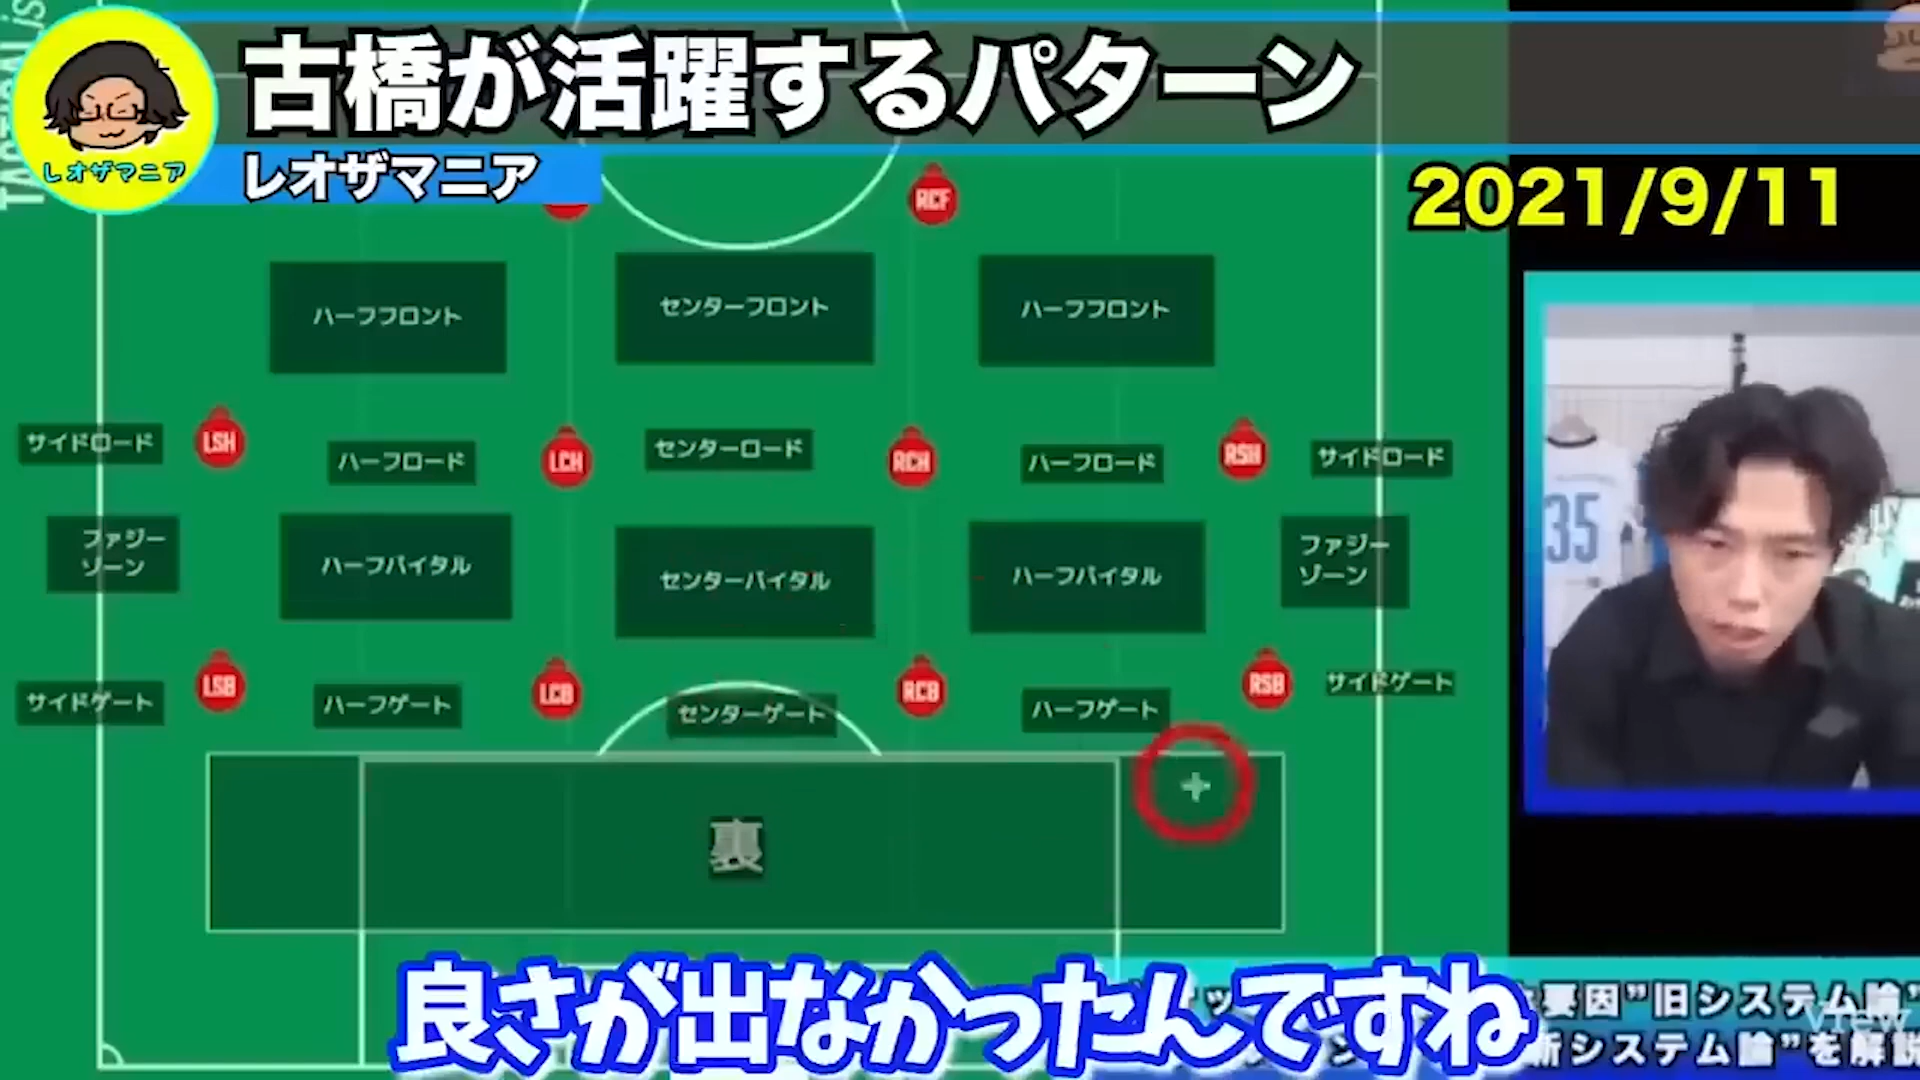 古橋が活躍するパターン
レオザマニア
レオザマニア
2021/9/11
RCF
ハーフフロント
センターフロント
ハーフフロント
サイドロード
LSH
ハーフロード
LCH
センターロード
RCH
ハーフロード
RSH
サイドロード
ファジー
ゾーン
ハーフバイタル
センターバイタル
ハーフバイタル
ファジー
ゾーン
35
サイドゲート
LSB
ハーフゲート
LCB
センターゲート
RCB
ハーフゲート
RSB
サイドゲート
裏
良さが出なかったんですね
要因”旧システム論”
新システム論”を解説
view